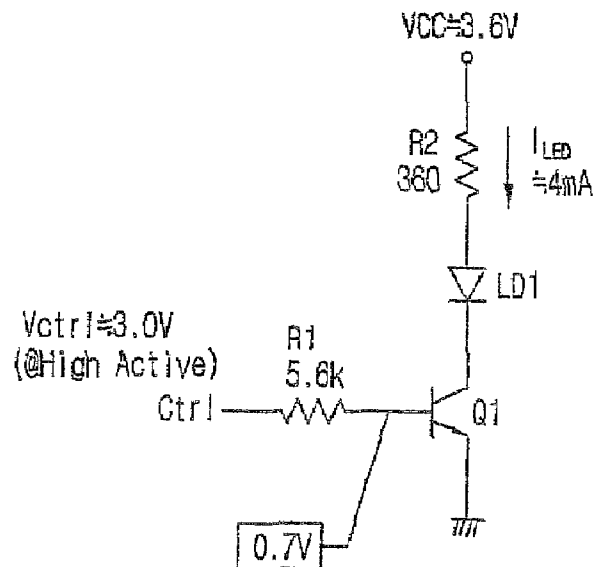 VCC≒3.6V
R2
360
I LED
≒4mA
LD1
Vctrl≒3.0V
(@High Active)
R1
5.6k
Ctrl
Q1
0.7V